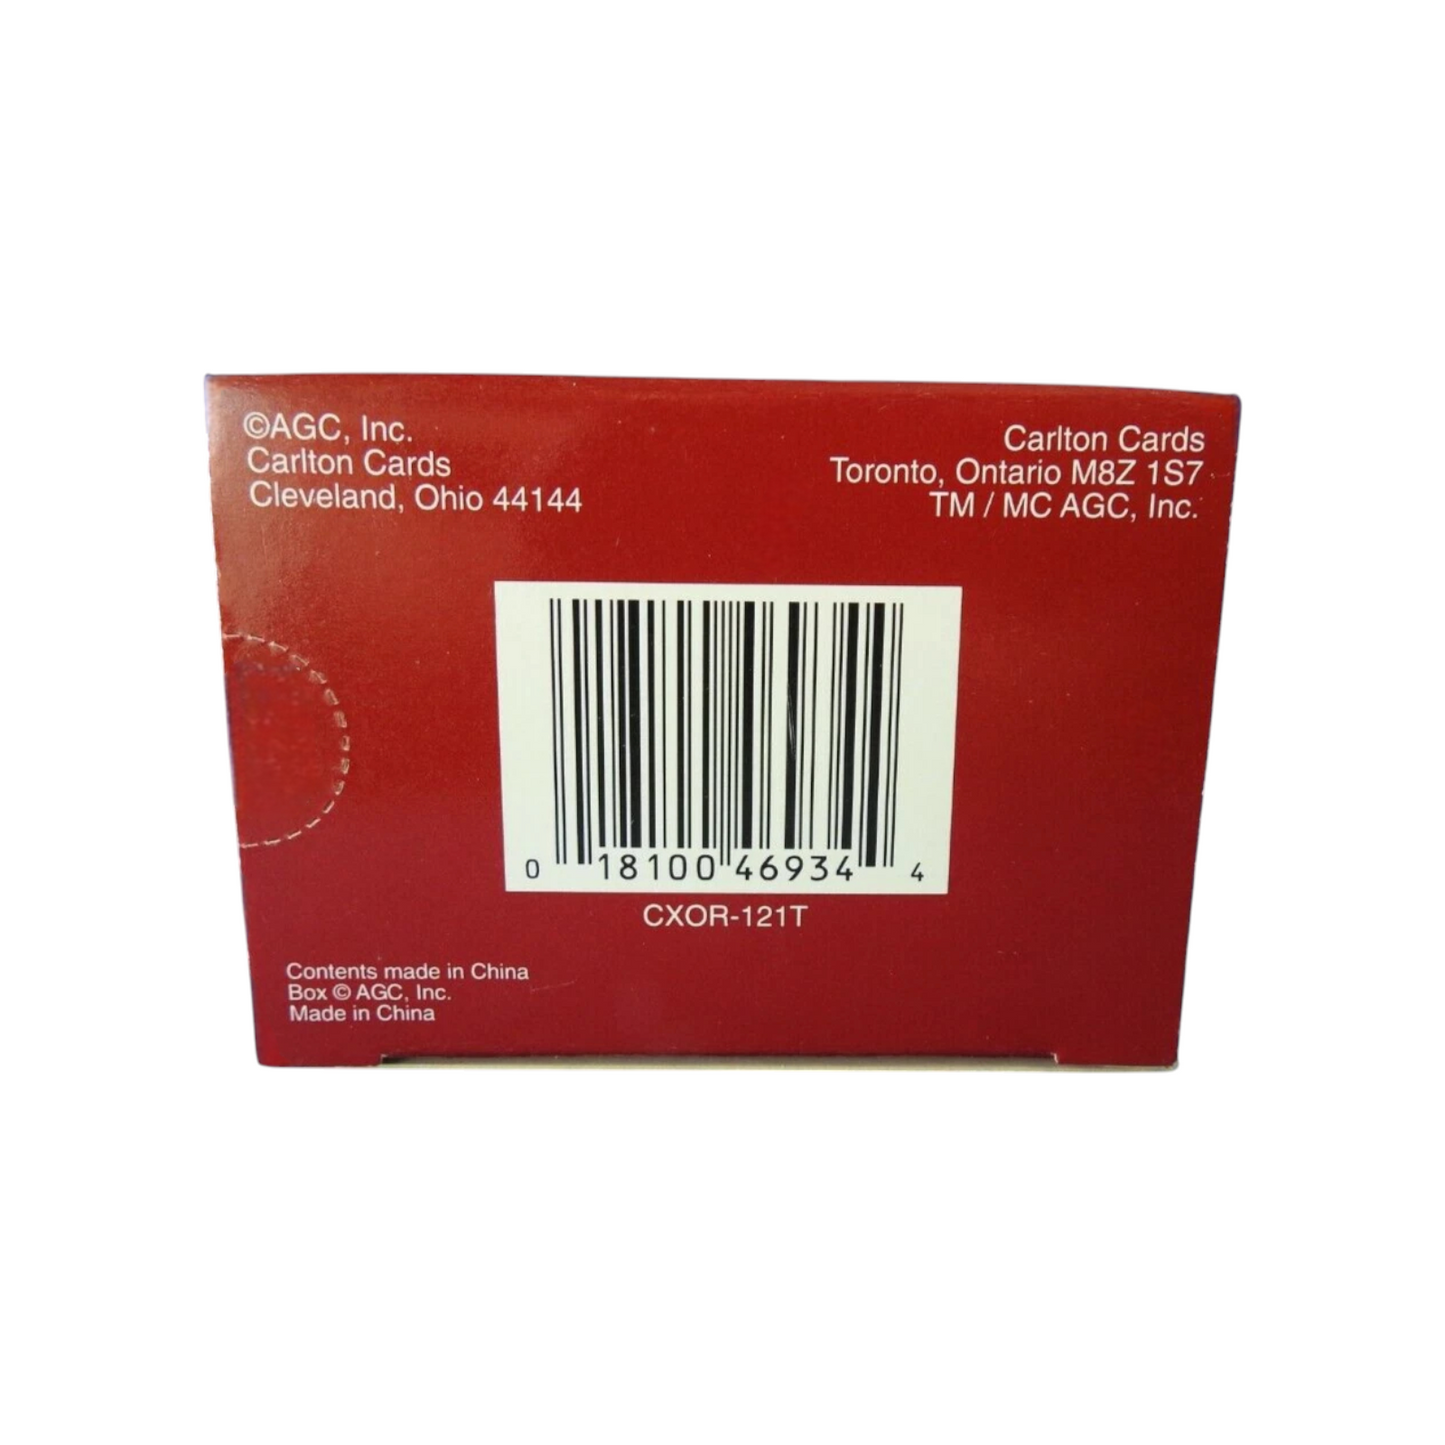 ©AGC, Inc.
Carlton Cards
Cleveland, Ohio 44144
Carlton Cards
Toronto, Ontario M8Z 1S7
TM / MC AGC, Inc.
0 18100 46934 4
CXOR-121T
Contents made in China
Box © AGC, Inc.
Made in China